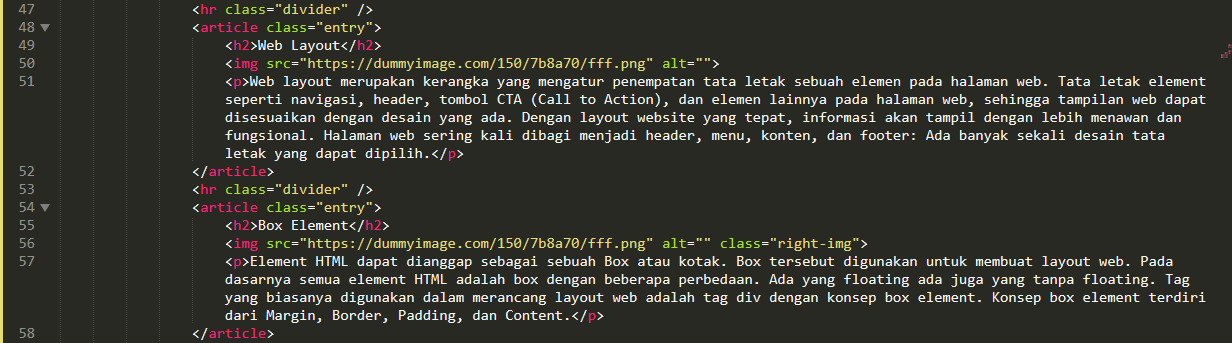 47 <hr class="divider" />
48 <article class="entry">
49 <h2>Web Layout</h2>
50 <img src="https://dummyimage.com/150/7b8a70/fff.png" alt="">
51 <p>Web layout merupakan kerangka yang mengatur penempatan tata letak sebuah elemen pada halaman web. Tata letak element
seperti navigasi, header, tombol CTA (Call to Action), dan elemen lainnya pada halaman web, sehingga tampilan web dapat
disesuaikan dengan desain yang ada. Dengan layout website yang tepat, informasi akan tampil dengan lebih menawan dan
fungsional. Halaman web sering kali dibagi menjadi header, menu, konten, dan footer: Ada banyak sekali desain tata
letak yang dapat dipilih.</p>
52 </article>
53 <hr class="divider" />
54 <article class="entry">
55 <h2>Box Element</h2>
56 <img src="https://dummyimage.com/150/7b8a70/fff.png" alt="" class="right-img">
57 <p>Element HTML dapat dianggap sebagai sebuah Box atau kotak. Box tersebut digunakan untuk membuat layout web. Pada
dasarnya semua element HTML adalah box dengan beberapa perbedaan. Ada yang floating ada juga yang tanpa floating. Tag
yang biasanya digunakan dalam merancang layout web adalah tag div dengan konsep box element. Konsep box element terdiri
dari Margin, Border, Padding, dan Content.</p>
58 </article>